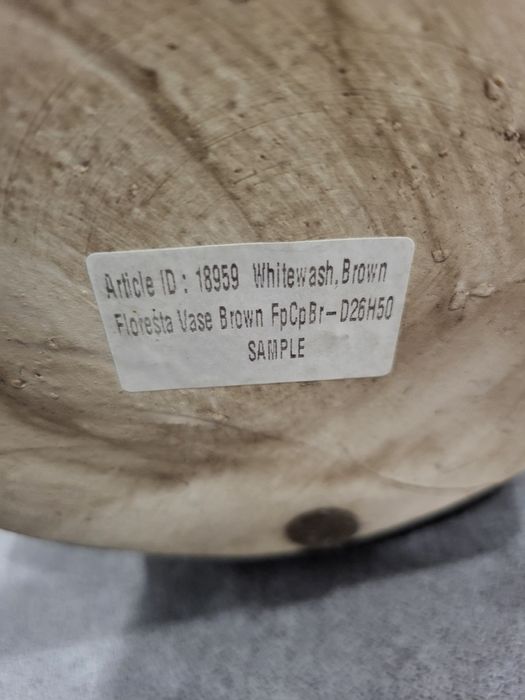 Article ID : 18959 Whitewash,Brown
Floresta Vase Brown FpCpBr-D26H50
SAMPLE